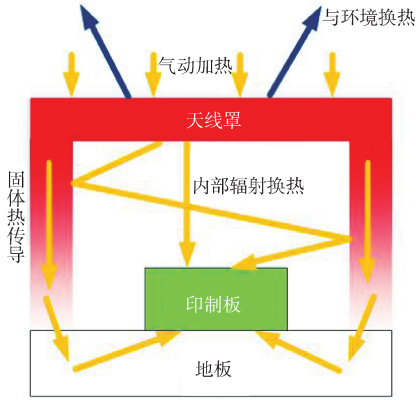 与环境换热
气动加热
天线罩
固体热传导
内部辐射换热
印制板
地板